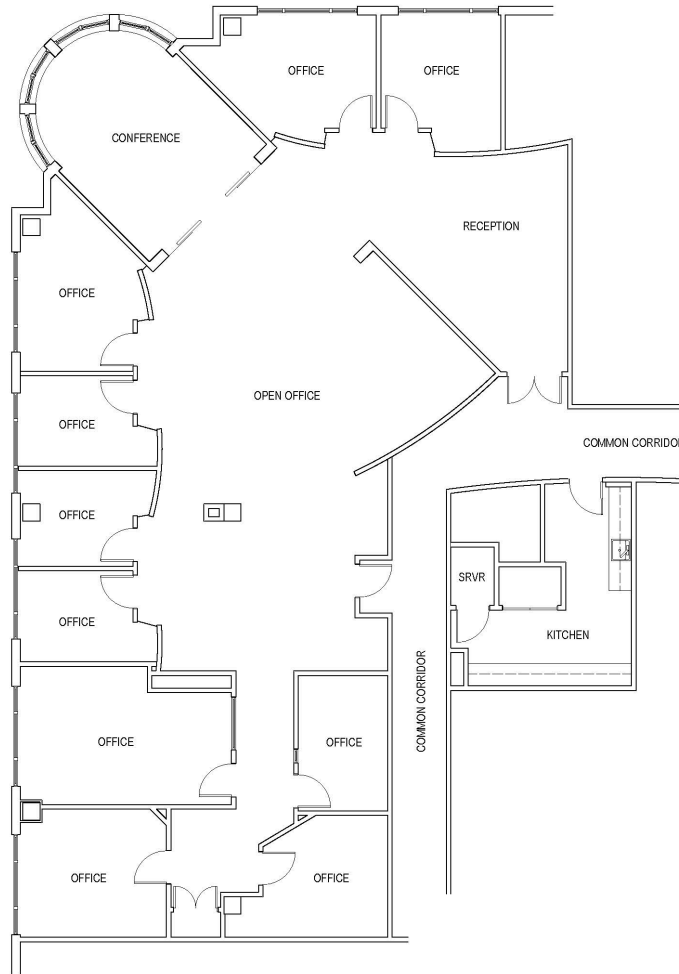 OFFICE
OFFICE
CONFERENCE
RECEPTION
OFFICE
OPEN OFFICE
OFFICE
COMMON CORRIDOR
OFFICE
SRVR
OFFICE
KITCHEN
COMMON CORRIDOR
OFFICE
OFFICE
OFFICE
OFFICE